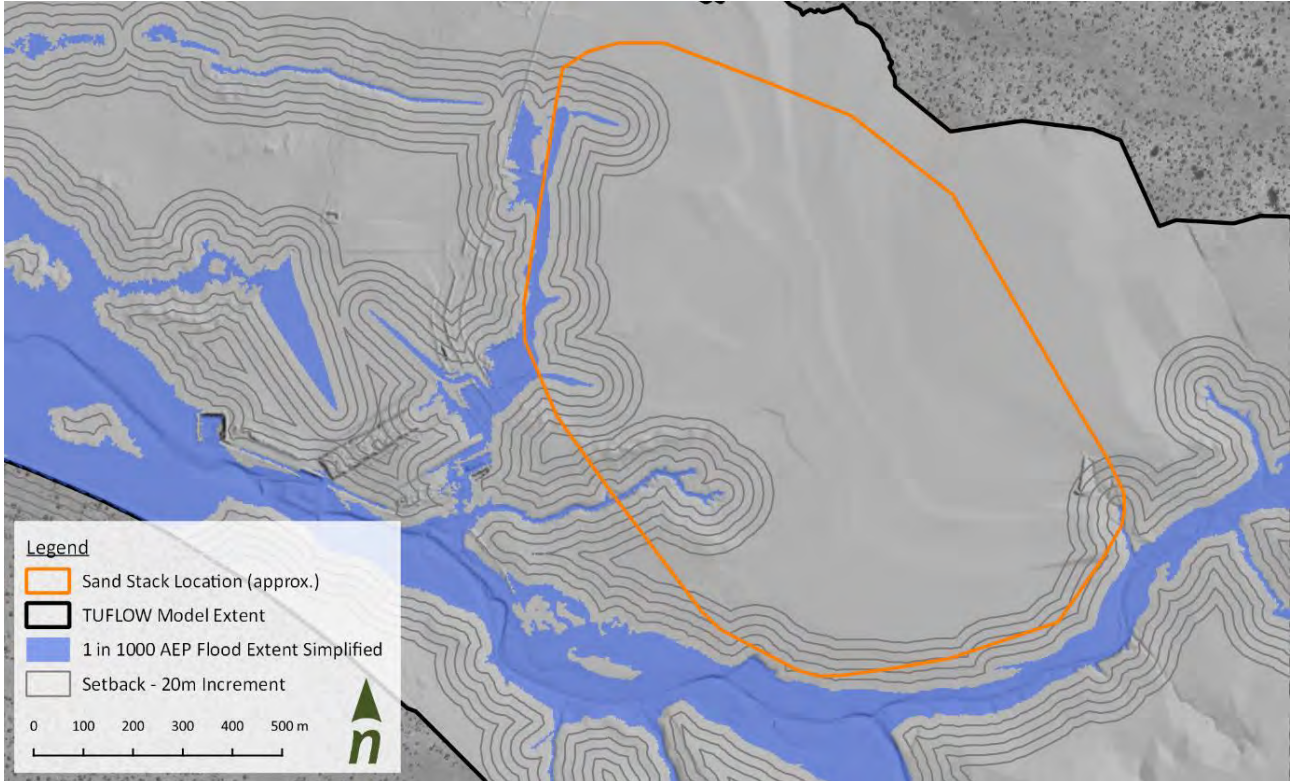 Legend
Sand Stack Location (approx.)
TUFLOW Model Extent
1 in 1000 AEP Flood Extent Simplified
Setback - 20m Increment
0 100 200 300 400 500 m
n